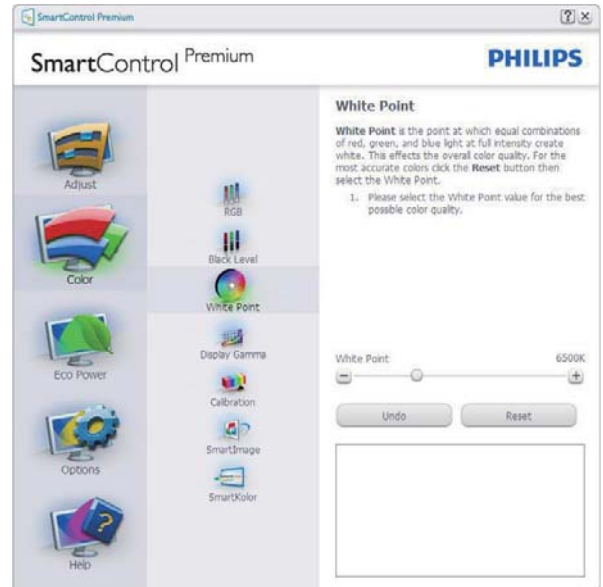 SmartControl Premium
? ×
SmartControl Premium
PHILIPS
Adjust
Color
Eco Power
Options
Help
RGB
Black Level
White Point
Display Gamma
Calibration
SmartImage
SmartKolor
White Point
White Point is the point at which equal combinations
of red, green, and blue light at full intensity create
white. This effects the overall color quality. For the
most accurate colors click the Reset button then
select the White Point.
1. Please select the White Point value for the best
possible color quality.
White Point 6500K
- +
Undo Reset